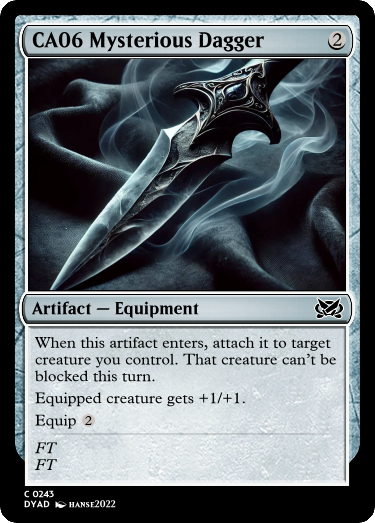 CA06 Mysterious Dagger 2
Artifact — Equipment
When this artifact enters, attach it to target
creature you control. That creature can't be
blocked this turn.
Equipped creature gets +1/+1.
Equip 2
FT
FT
C 0243
DYAD HANSE2022